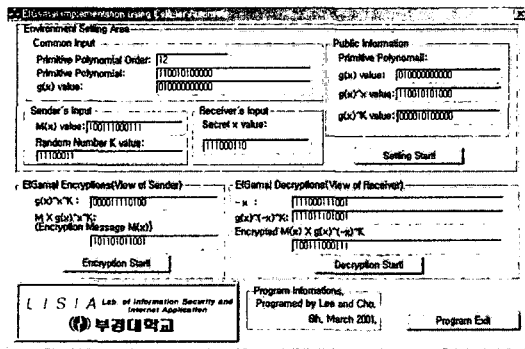 Environment Setting Area
Common Input
Primitive Polynomial Order: 12
Primitive Polynomial: 110010100000
g(x) value: 010000000000
Sender's Input
M(x) value: 100111000111
Random Number K value:
11100011
Receiver's Input
Secret x value:
111000110
Public Information
Primitive Polynomail:
g(x) value: 010000000000
g(x)^x value: 110010101000
g(x)^K value: 000010100000
Setting Start!
ElGamal Encryptions(View of Sender)
g(x)^x^K: 000011110100
M X g(x)^x^K:
(Encryption Message M(x))
101101011001
Encryption Start!
ElGamal Decryptions(View of Receiver)
-x : 111000111001
g(x)^(-x)^K: 111011101001
Encrypted M(x) X g(x)^(-x)^K
100111000111
Decryption Start!
LISIA Lab of Information Security and
Internet Application
부경대학교
Program Informations,
Programed by Lee and Cho,
8th, March 2001,
Program Exit